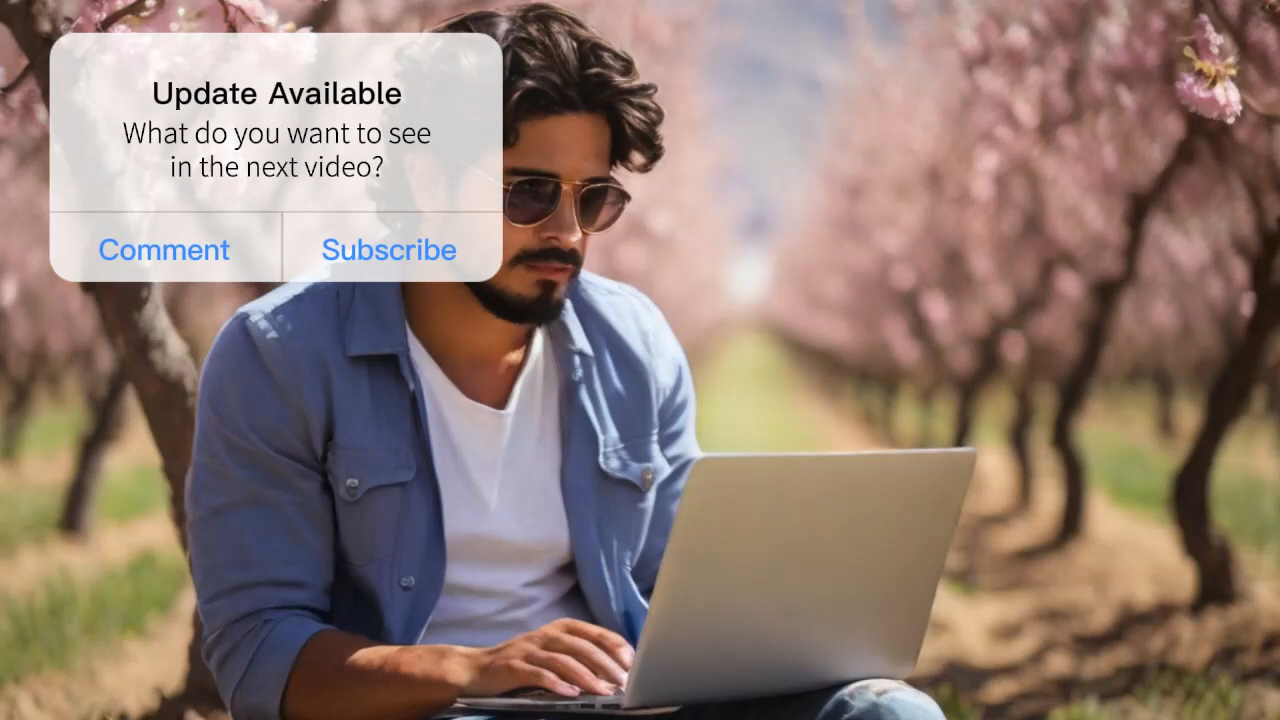 Update Available
What do you want to see
in the next video?
Comment
Subscribe